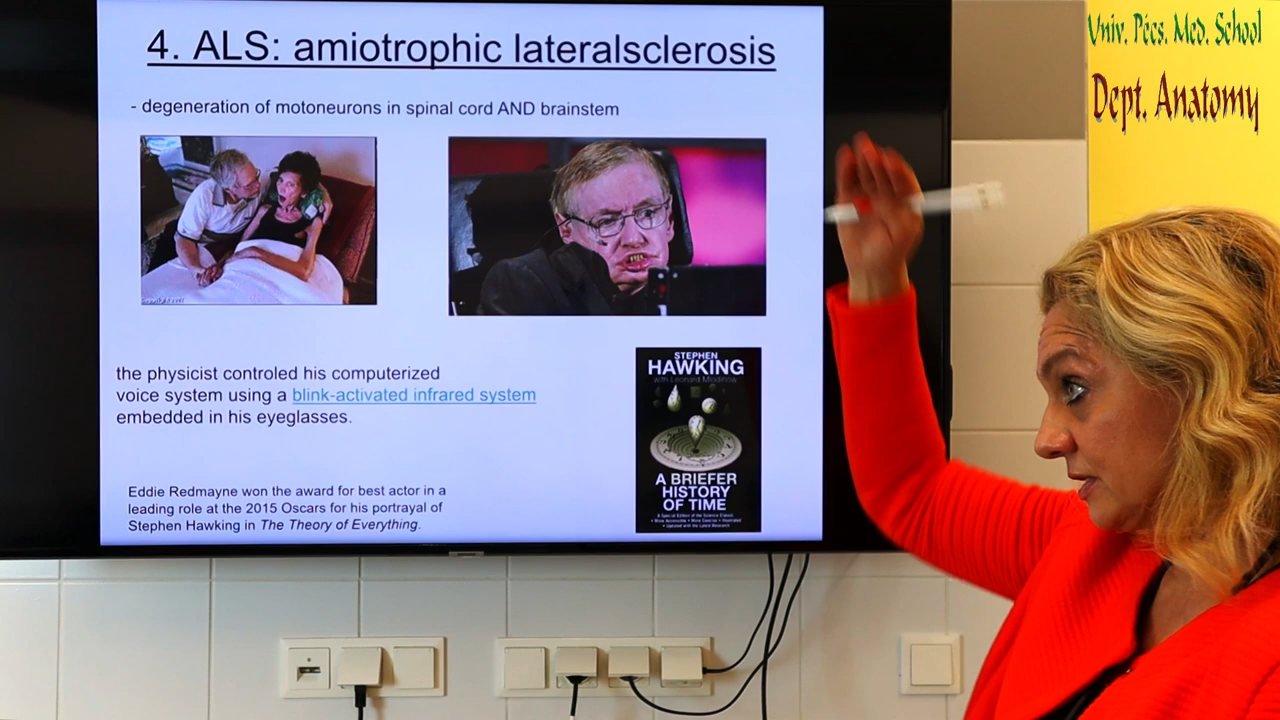 4. ALS: amiotrophic lateralsclerosis
- degeneration of motoneurons in spinal cord AND brainstem
the physicist controled his computerized
voice system using a blink-activated infrared system
embedded in his eyeglasses.
STEPHEN
HAWKING
with Leonard Mlodinow
A BRIEFER
HISTORY
OF TIME
Eddie Redmayne won the award for best actor in a
leading role at the 2015 Oscars for his portrayal of
Stephen Hawking in The Theory of Everything.
Univ. Pécs. Med. School
Dept. Anatomy